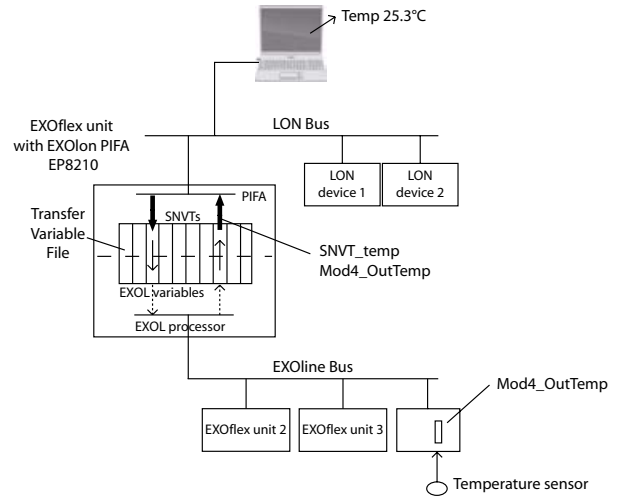 Temp 25.3°C
LON Bus
EXOflex unit
with EXOlon PIFA
EP8210
LON
device 1
LON
device 2
PIFA
SNVTs
Transfer
Variable
File
SNVT_temp
Mod4_OutTemp
EXOL variables
EXOL processor
EXOline Bus
Mod4_OutTemp
EXOflex unit 2
EXOflex unit 3
Temperature sensor